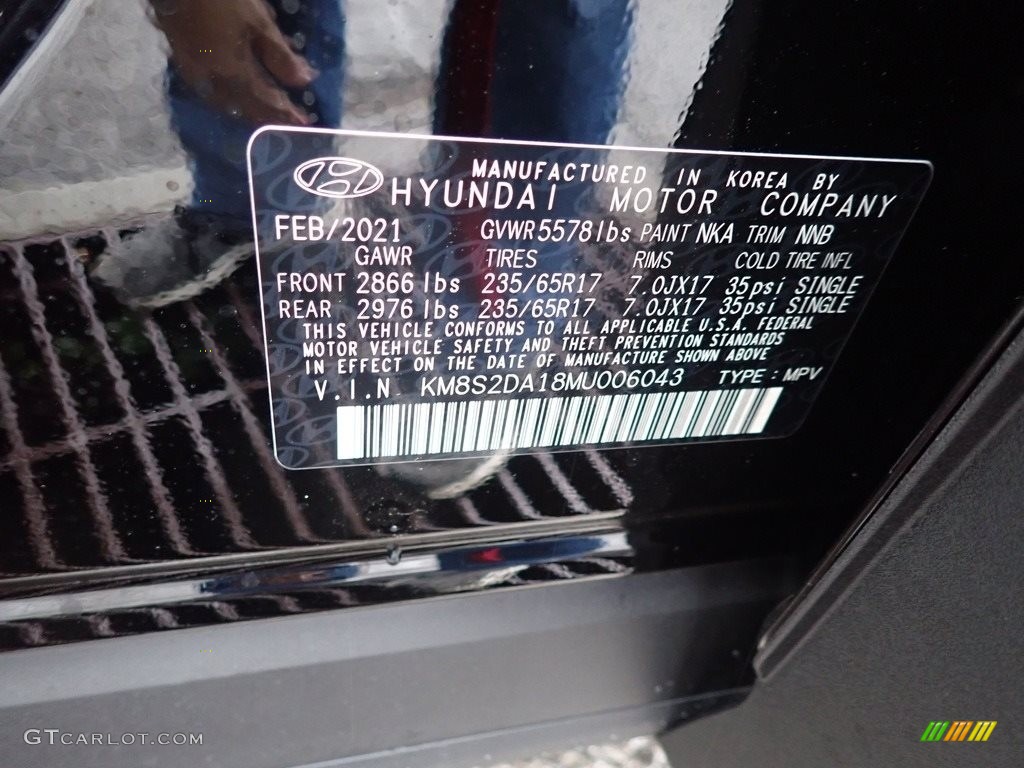 MANUFACTURED IN KOREA BY
HYUNDAI MOTOR COMPANY
FEB/2021 GVWR5578lbs PAINT NKA TRIM NNB
GAWR TIRES RIMS COLD TIRE INFL
FRONT 2866 lbs 235/65R17 7.0JX17 35psi SINGLE
REAR 2976 lbs 235/65R17 7.0JX17 35psi SINGLE
THIS VEHICLE CONFORMS TO ALL APPLICABLE U.S.A. FEDERAL
MOTOR VEHICLE SAFETY AND THEFT PREVENTION STANDARDS
IN EFFECT ON THE DATE OF MANUFACTURE SHOWN ABOVE
V.I.N KM8S2DA18MU006043 TYPE : MPV
GTCARLOT.COM